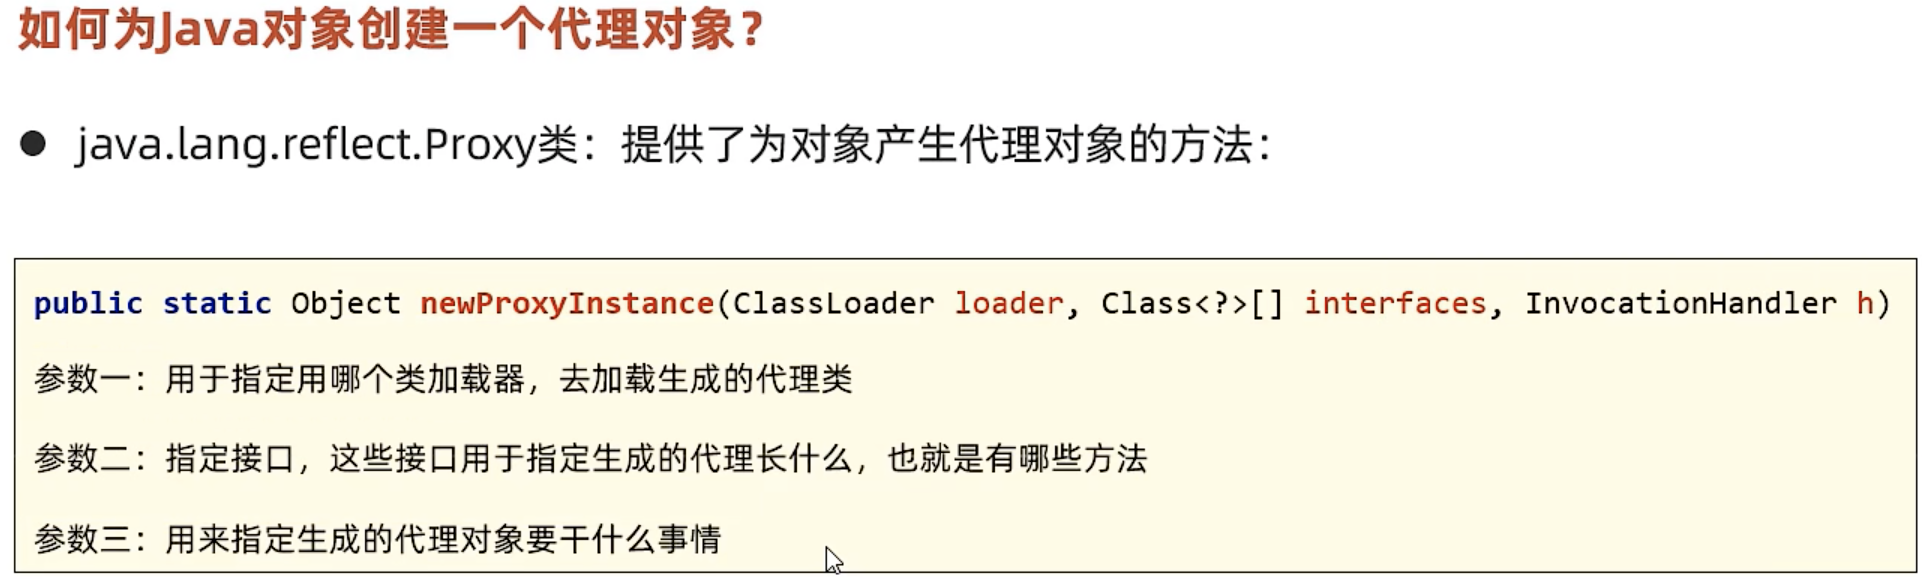 如何为Java对象创建一个代理对象？
● java.lang.reflect.Proxy类：提供了为对象产生代理对象的方法：
public static Object newProxyInstance(ClassLoader loader, Class<?>[] interfaces, InvocationHandler h)
参数一：用于指定用哪个类加载器，去加载生成的代理类
参数二：指定接口，这些接口用于指定生成的代理长什么，也就是有哪些方法
参数三：用来指定生成的代理对象要干什么事情